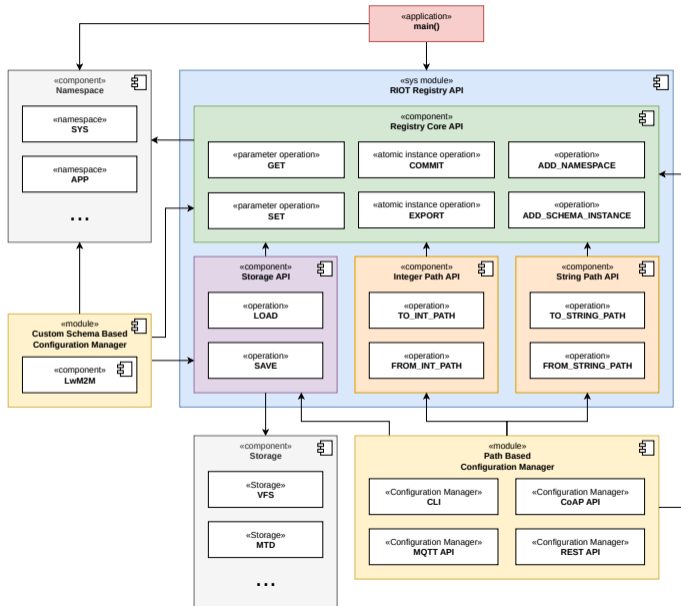 «application»
main()
«component»
Namespace
«namespace»
SYS
«namespace»
APP
...
«sys module»
RIOT Registry API
«component»
Registry Core API
«parameter operation»
GET
«atomic instance operation»
COMMIT
«operation»
ADD_NAMESPACE
«parameter operation»
SET
«atomic instance operation»
EXPORT
«operation»
ADD_SCHEMA_INSTANCE
«component»
Storage API
«operation»
LOAD
«operation»
SAVE
«component»
Integer Path API
«operation»
TO_INT_PATH
«operation»
FROM_INT_PATH
«component»
String Path API
«operation»
TO_STRING_PATH
«operation»
FROM_STRING_PATH
«module»
Custom Schema Based
Configuration Manager
«component»
LwM2M
«component»
Storage
«Storage»
VFS
«Storage»
MTD
...
«module»
Path Based
Configuration Manager
«Configuration Manager»
CLI
«Configuration Manager»
CoAP API
«Configuration Manager»
MQTT API
«Configuration Manager»
REST API